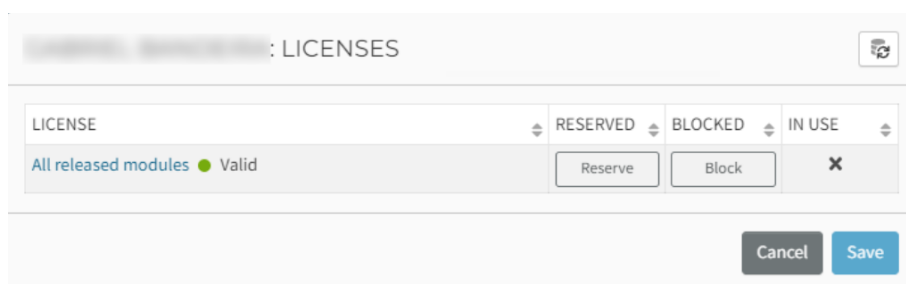 : LICENSES
LICENSE RESERVED BLOCKED IN USE
All released modules Valid Reserve Block
Cancel Save